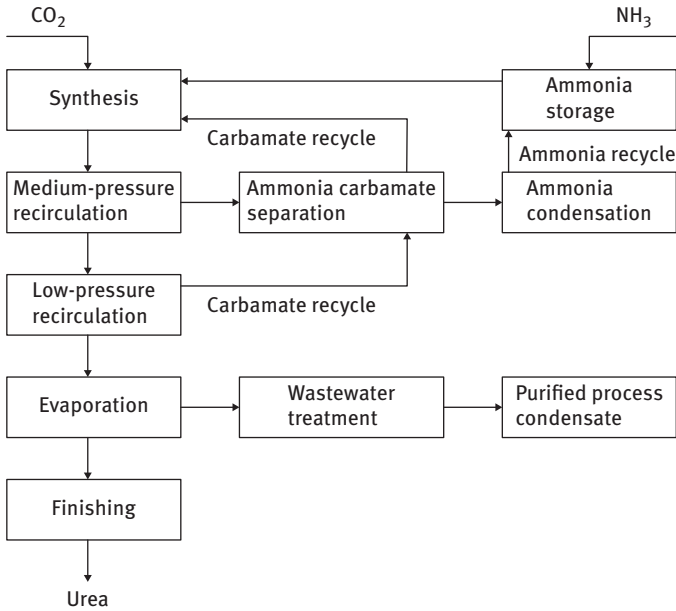 CO₂
NH₃
Synthesis
Ammonia
storage
Carbamate recycle
Ammonia recycle
Medium-pressure
recirculation
Ammonia carbamate
separation
Ammonia
condensation
Low-pressure
recirculation
Carbamate recycle
Evaporation
Wastewater
treatment
Purified process
condensate
Finishing
Urea